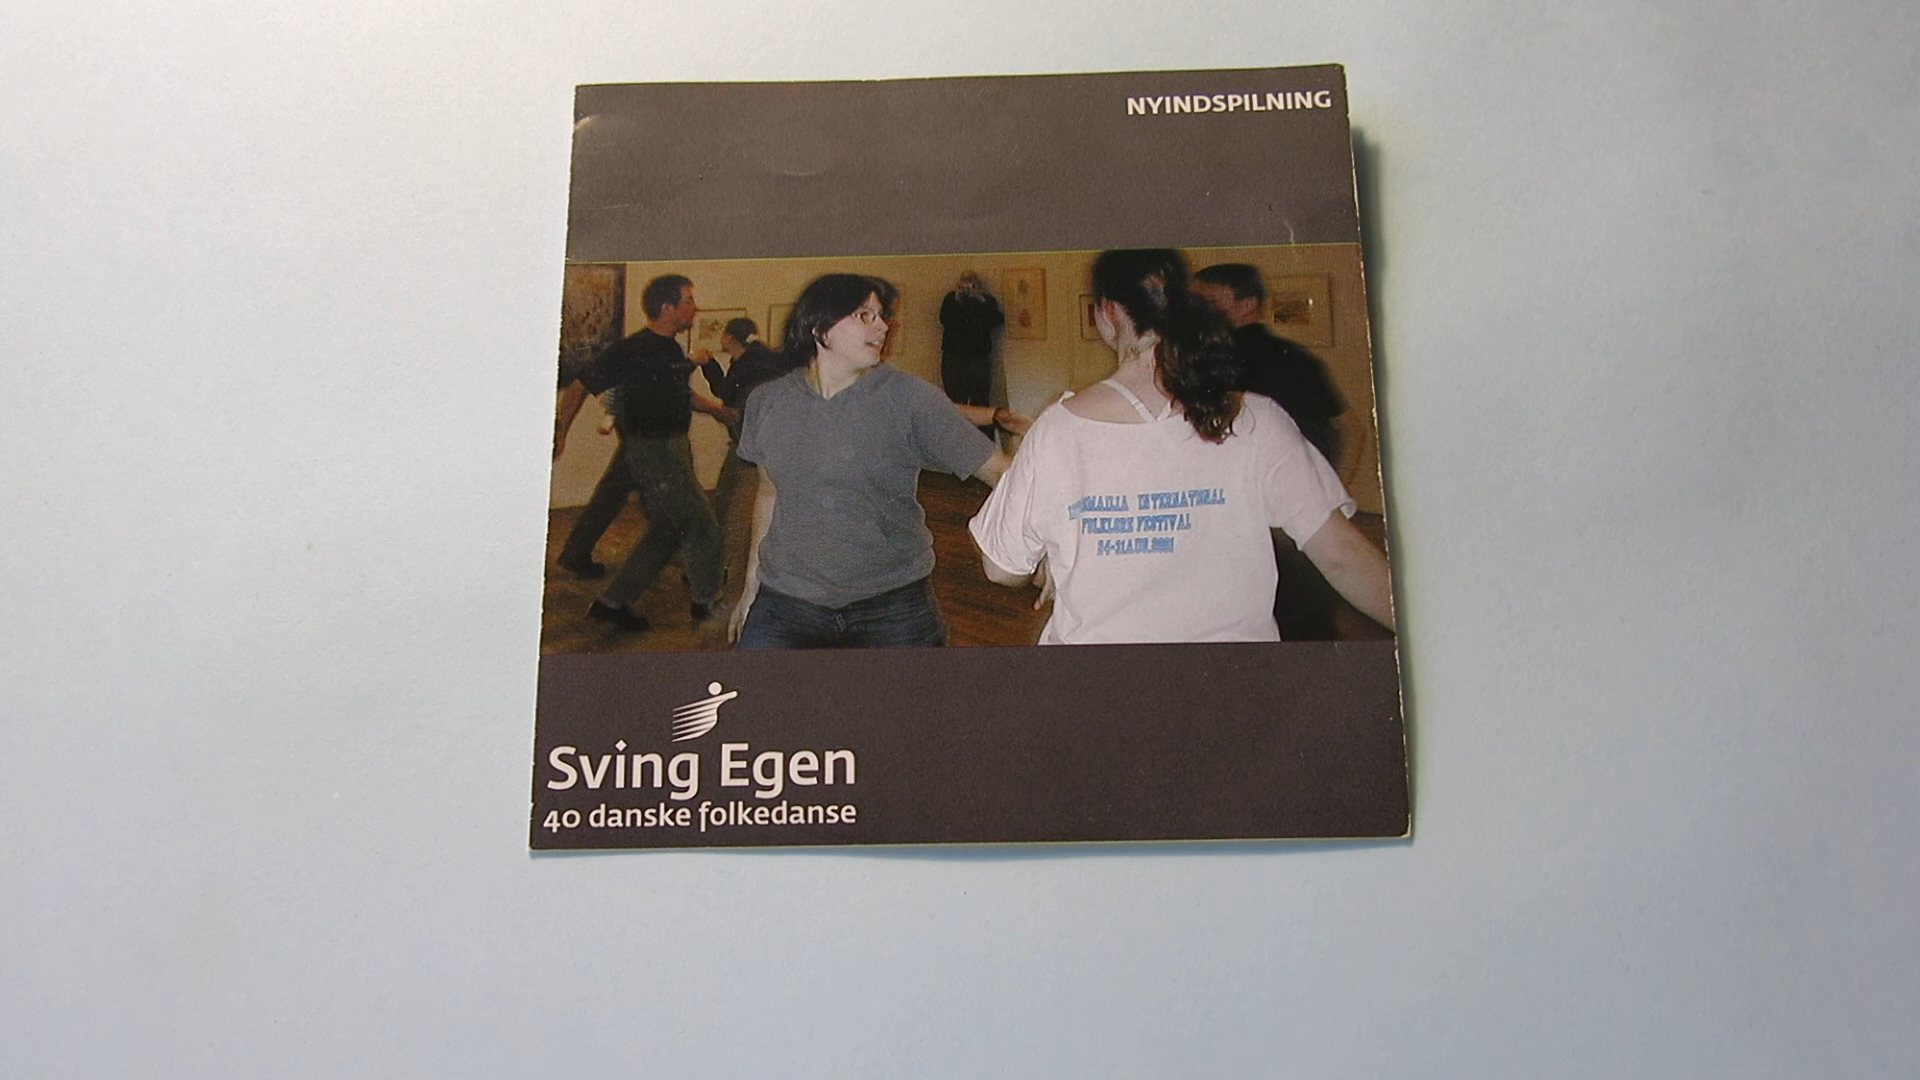 NYINDSPILNING
INTERNATIONAL
FOLKLORE FESTIVAL
Sving Egen
40 danske folkedanse